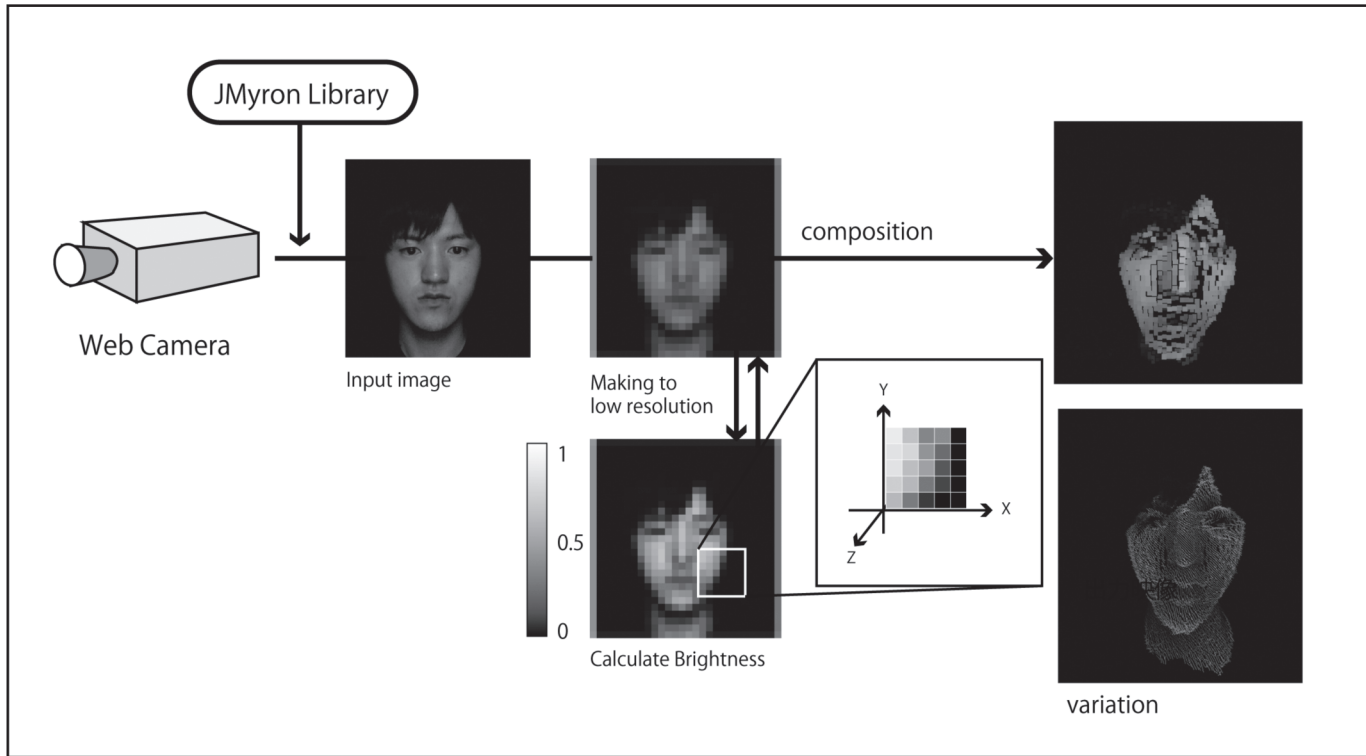 JMyron Library
Web Camera
Input image
Making to
low resolution
composition
1
0.5
0
Calculate Brightness
Y
X
Z
variation